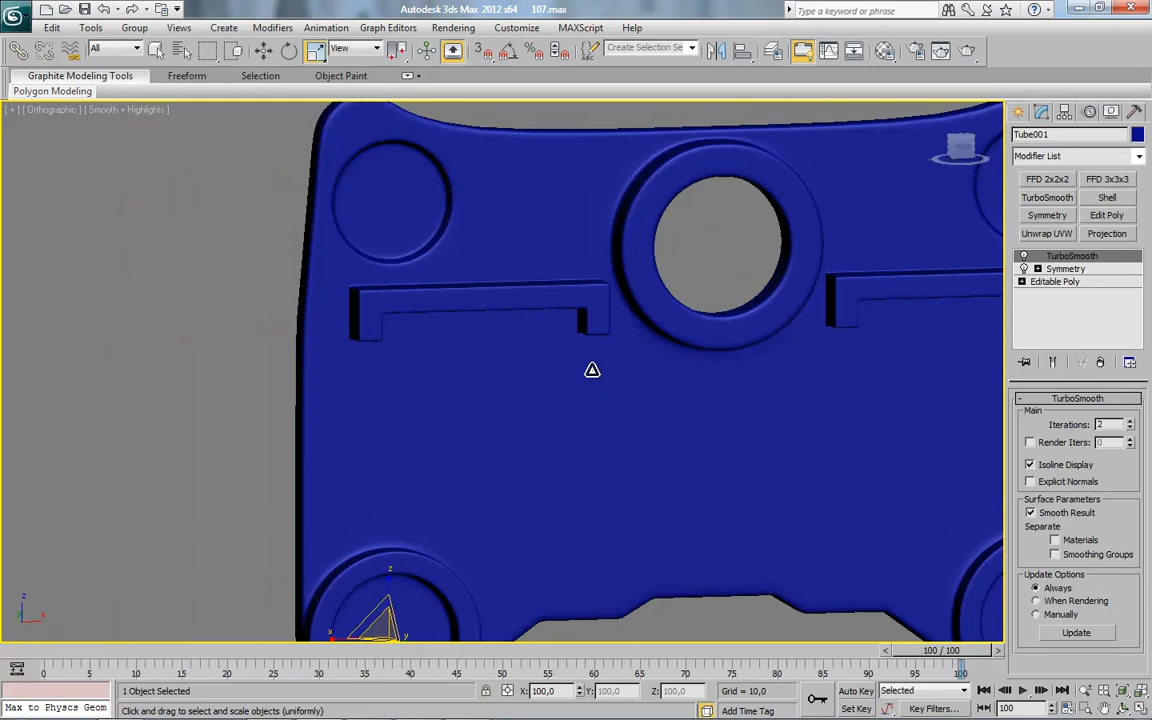 Autodesk 3ds Max 2012 x64 107.max
Type a keyword or phrase
Edit Tools Group Views Create Modifiers Animation Graph Editors Rendering Customize MAXScript Help
All View Create Selection Se
Graphite Modeling Tools Freeform Selection Object Paint
Polygon Modeling
[ + ] [ Orthographic ] [ Smooth + Highlights ]
Tube001
Modifier List
FFD 2x2x2 FFD 3x3x3
TurboSmooth Shell
Symmetry Edit Poly
Unwrap UVW Projection
TurboSmooth
Symmetry
Editable Poly
TurboSmooth
Main
Iterations: 2
Render Iters: 0
Isoline Display
Explicit Normals
Surface Parameters
Smooth Result
Separate
Materials
Smoothing Groups
Update Options
Always
When Rendering
Manually
Update
z
x y
z
x
100 / 100
0 5 10 15 20 25 30 35 40 45 50 55 60 65 70 75 80 85 90 95 100
1 Object Selected X: 100,0 Y: 100,0 Z: 100,0 Grid = 10,0 Auto Key Selected
Max to Physcs Geom Click and drag to select and scale objects (uniformly) Add Time Tag Set Key Key Filters... 100